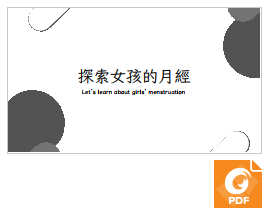 探索女孩的月經
Let's learn about girls' menstruation
PDF